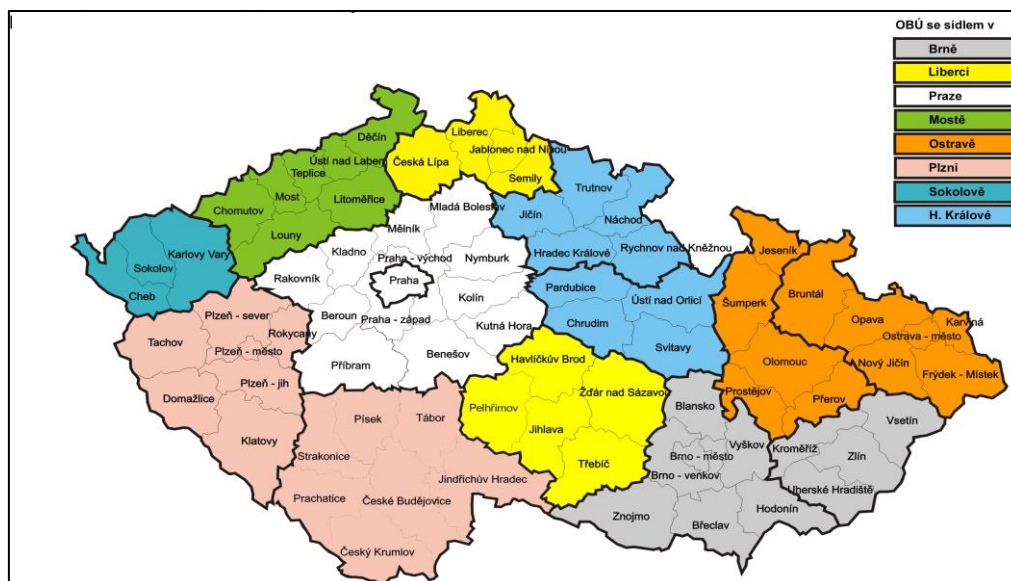 OBÚ se sídlem v
Brně
Liberci
Praze
Mostě
Ostravě
Plzni
Sokolově
H. Králové
Děčín
Ústí nad Labem
Teplice
Most
Litoměřice
Chomutov
Louny
Liberec
Jablonec nad Nisou
Česká Lípa
Semily
Trutnov
Jičín
Náchod
Hradec Králové
Rychnov nad Kněžnou
Pardubice
Ústí nad Orlicí
Chrudim
Svitavy
Karlovy Vary
Sokolov
Cheb
Mladá Boleslav
Mělník
Kladno
Praha - východ
Nymburk
Rakovník
Praha
Kolín
Beroun
Praha - západ
Kutná Hora
Příbram
Benešov
Plzeň - sever
Rokycany
Tachov
Plzeň - město
Plzeň - jih
Domažlice
Klatovy
Písek
Tábor
Strakonice
Jindřichův Hradec
Prachatice
České Budějovice
Český Krumlov
Havlíčkův Brod
Žďár nad Sázavou
Pelhřimov
Jihlava
Třebíč
Jeseník
Šumperk
Bruntál
Opava
Karviná
Ostrava - město
Olomouc
Nový Jičín
Frýdek - Místek
Prostějov
Přerov
Blansko
Vyškov
Brno - město
Brno - venkov
Kroměříž
Vsetín
Zlín
Uherské Hradiště
Hodonín
Znojmo
Břeclav